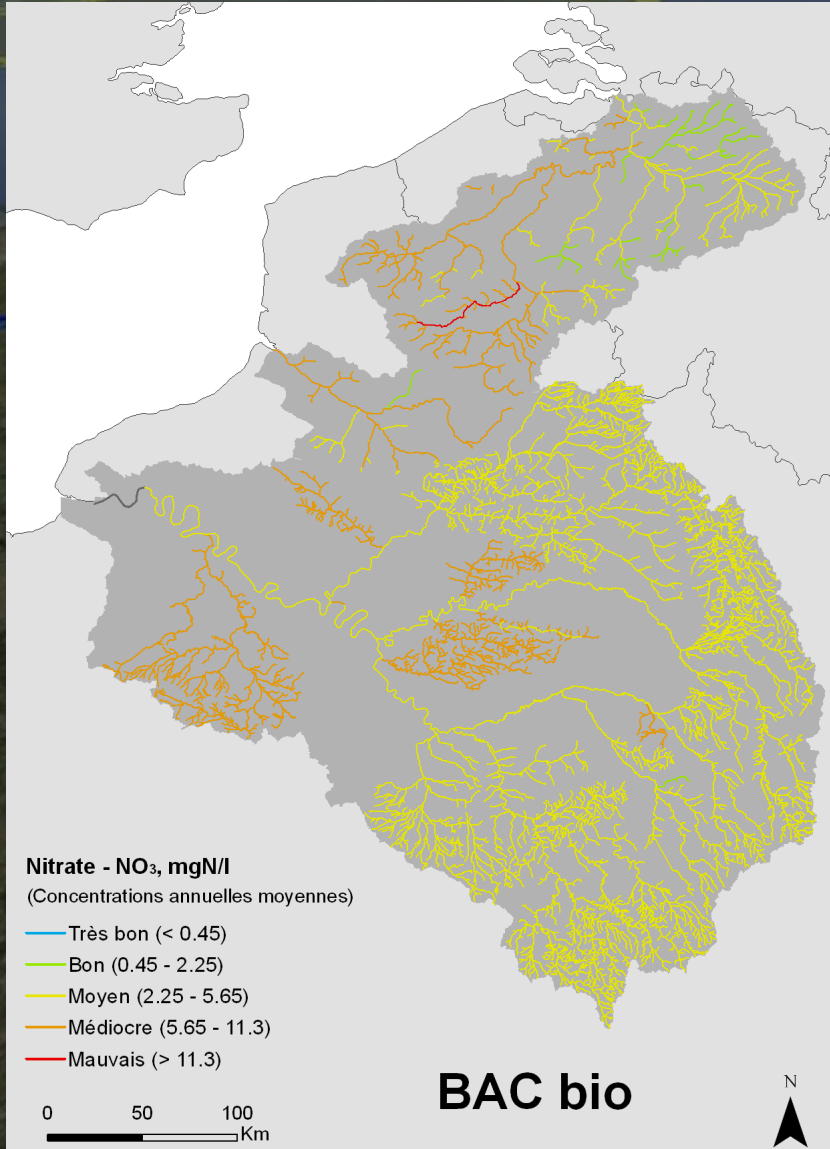 Nitrate - NO₃, mgN/l
(Concentrations annuelles moyennes)
Très bon (< 0.45)
Bon (0.45 - 2.25)
Moyen (2.25 - 5.65)
Médiocre (5.65 - 11.3)
Mauvais (> 11.3)
0 50 100
Km
BAC bio
N